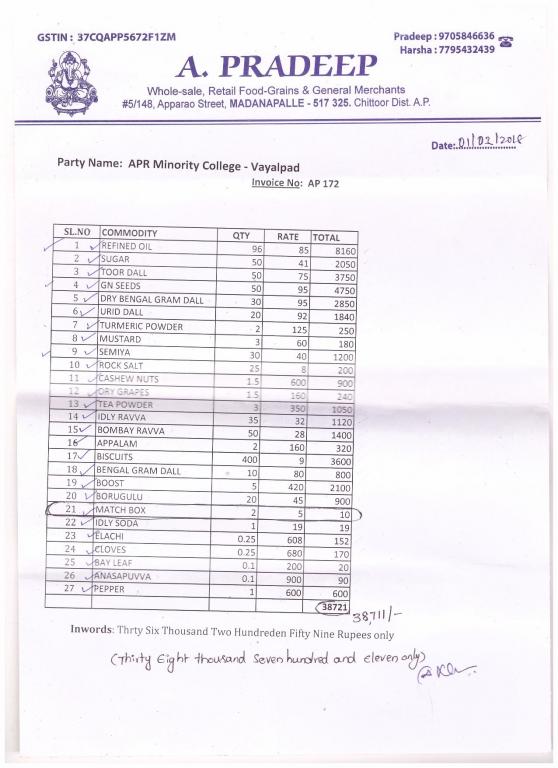 GSTIN : 37CQAPP5672F1ZM
Pradeep : 9705846636
Harsha : 7795432439
A. PRADEEP
Whole-sale, Retail Food-Grains & General Merchants
#5/148, Apparao Street, MADANAPALLE - 517 325. Chittoor Dist. A.P.
Date: 01/02/2018
Party Name: APR Minority College - Vayalpad
Invoice No: AP 172
SL.NO COMMODITY QTY RATE TOTAL
1 REFINED OIL 96 85 8160
2 SUGAR 50 41 2050
3 TOOR DALL 50 75 3750
4 GN SEEDS 50 95 4750
5 DRY BENGAL GRAM DALL 30 95 2850
6 URID DALL 20 92 1840
7 TURMERIC POWDER 2 125 250
8 MUSTARD 3 60 180
9 SEMIYA 30 40 1200
10 ROCK SALT 25 8 200
11 CASHEW NUTS 1.5 600 900
12 DRY GRAPES 1.5 160 240
13 TEA POWDER 3 350 1050
14 IDLY RAVVA 35 32 1120
15 BOMBAY RAVVA 50 28 1400
16 APPALAM 2 160 320
17 BISCUITS 400 9 3600
18 BENGAL GRAM DALL 10 80 800
19 BOOST 5 420 2100
20 BORUGULU 20 45 900
21 MATCH BOX 2 5 10
22 IDLY SODA 1 19 19
23 ELACHI 0.25 608 152
24 CLOVES 0.25 680 170
25 BAY LEAF 0.1 200 20
26 ANASAPUVVA 0.1 900 90
27 PEPPER 1 600 600
38721
38,711/-
Inwords: Thrty Six Thousand Two Hundreden Fifty Nine Rupees only
(Thirty Eight thousand Seven hundred and eleven only)